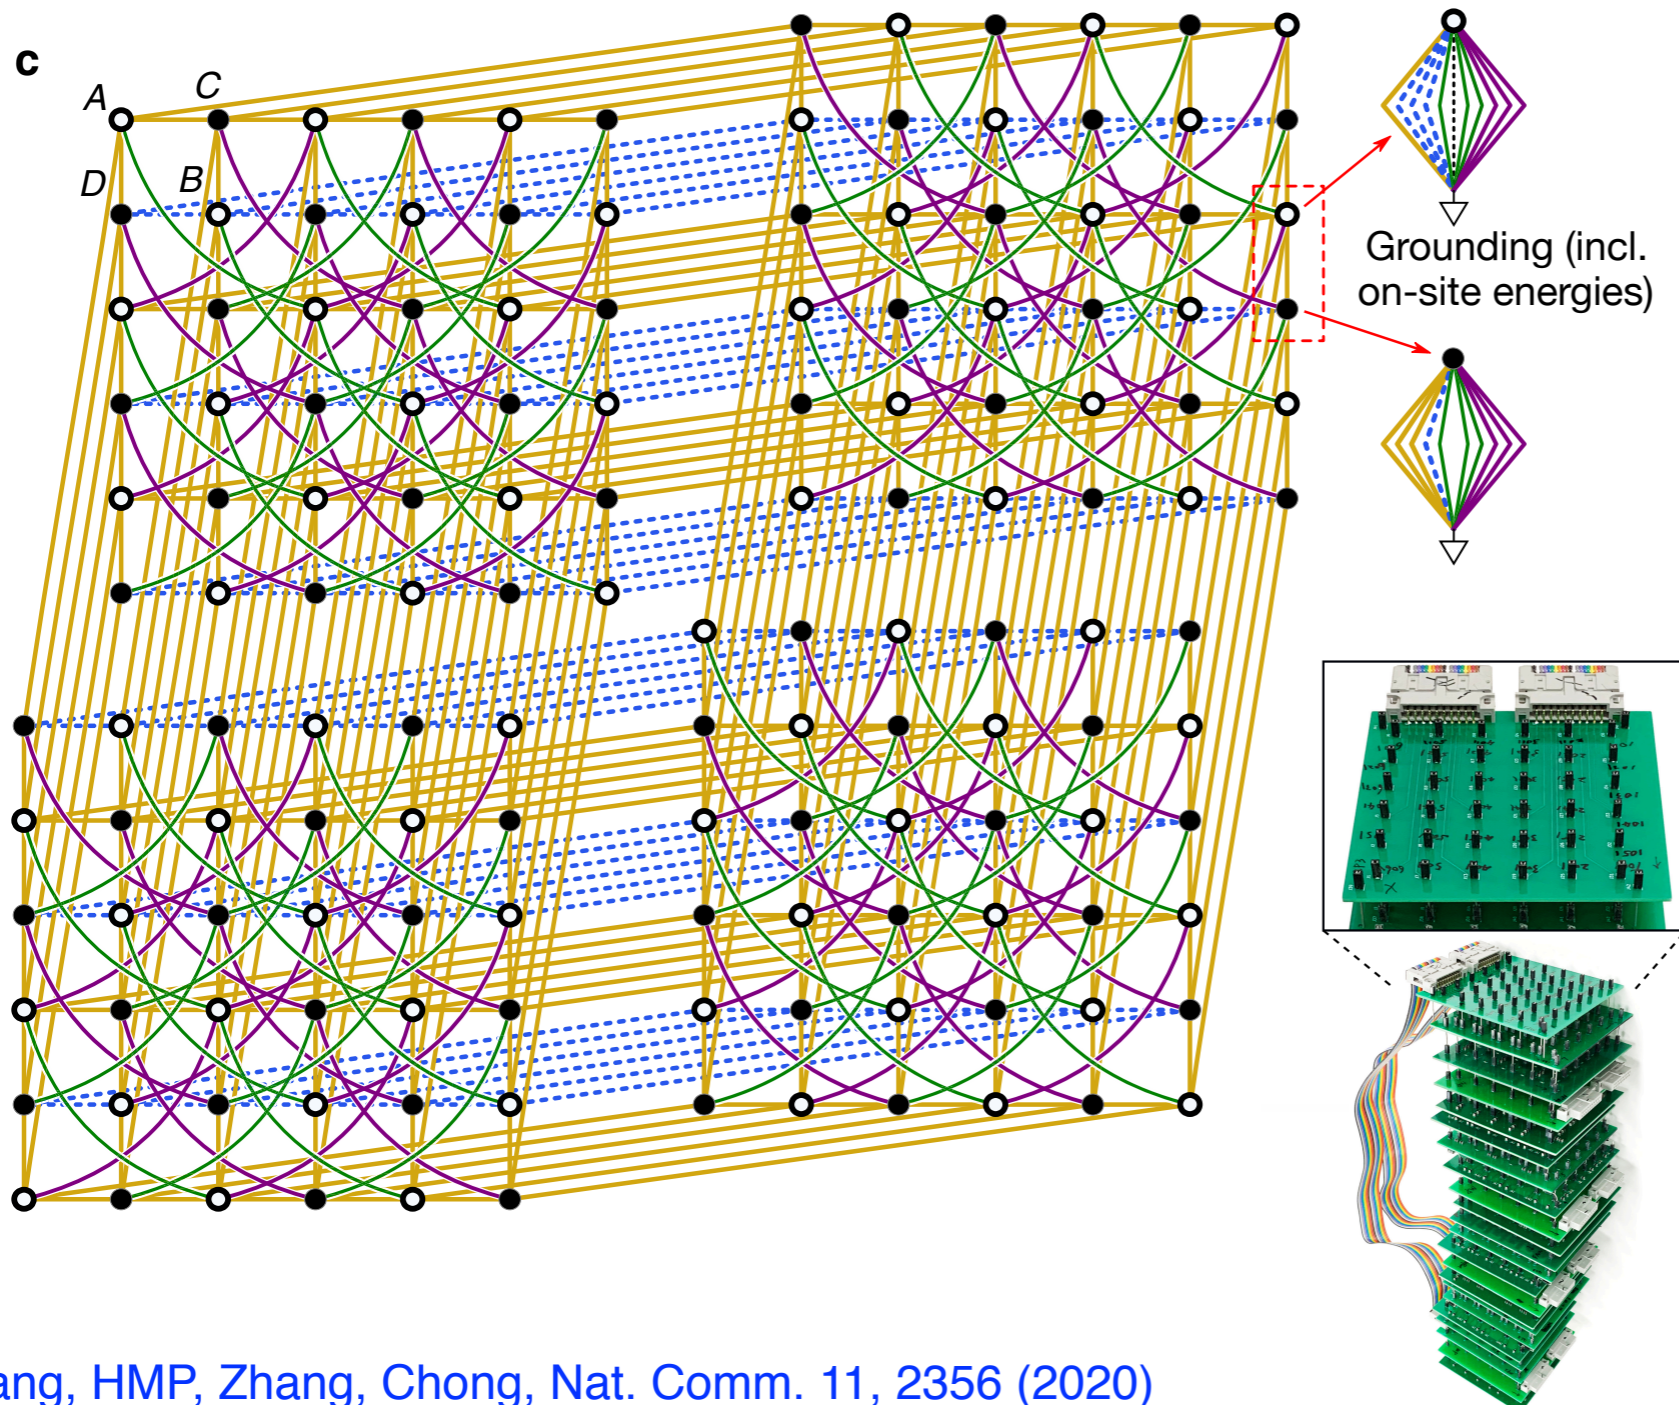 c
A
C
D
B
Grounding (incl.
on-site energies)
ang, HMP, Zhang, Chong, Nat. Comm. 11, 2356 (2020)